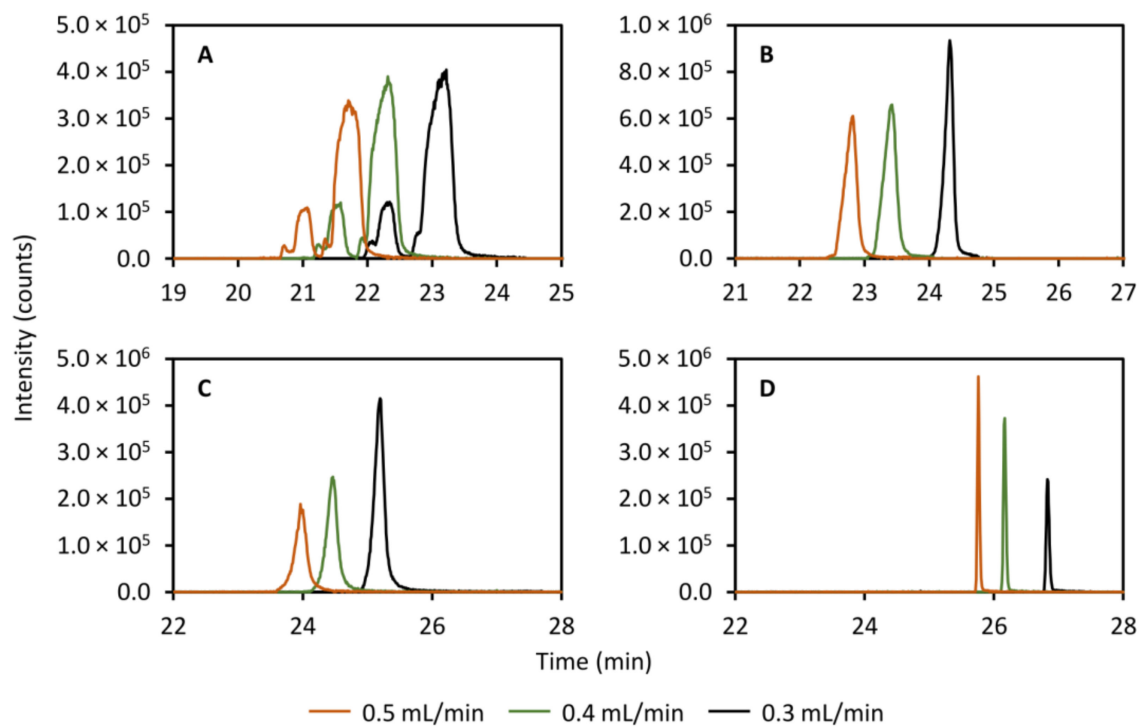 5.0 × 10⁵
4.0 × 10⁵
3.0 × 10⁵
2.0 × 10⁵
1.0 × 10⁵
0.0
A
19 20 21 22 23 24 25
1.0 × 10⁶
8.0 × 10⁵
6.0 × 10⁵
4.0 × 10⁵
2.0 × 10⁵
0.0
B
21 22 23 24 25 26 27
Intensity (counts)
5.0 × 10⁶
4.0 × 10⁵
3.0 × 10⁵
2.0 × 10⁵
1.0 × 10⁵
0.0
C
22 24 26 28
5.0 × 10⁶
4.0 × 10⁵
3.0 × 10⁵
2.0 × 10⁵
1.0 × 10⁵
0.0
D
22 24 26 28
Time (min)
0.5 mL/min 0.4 mL/min 0.3 mL/min